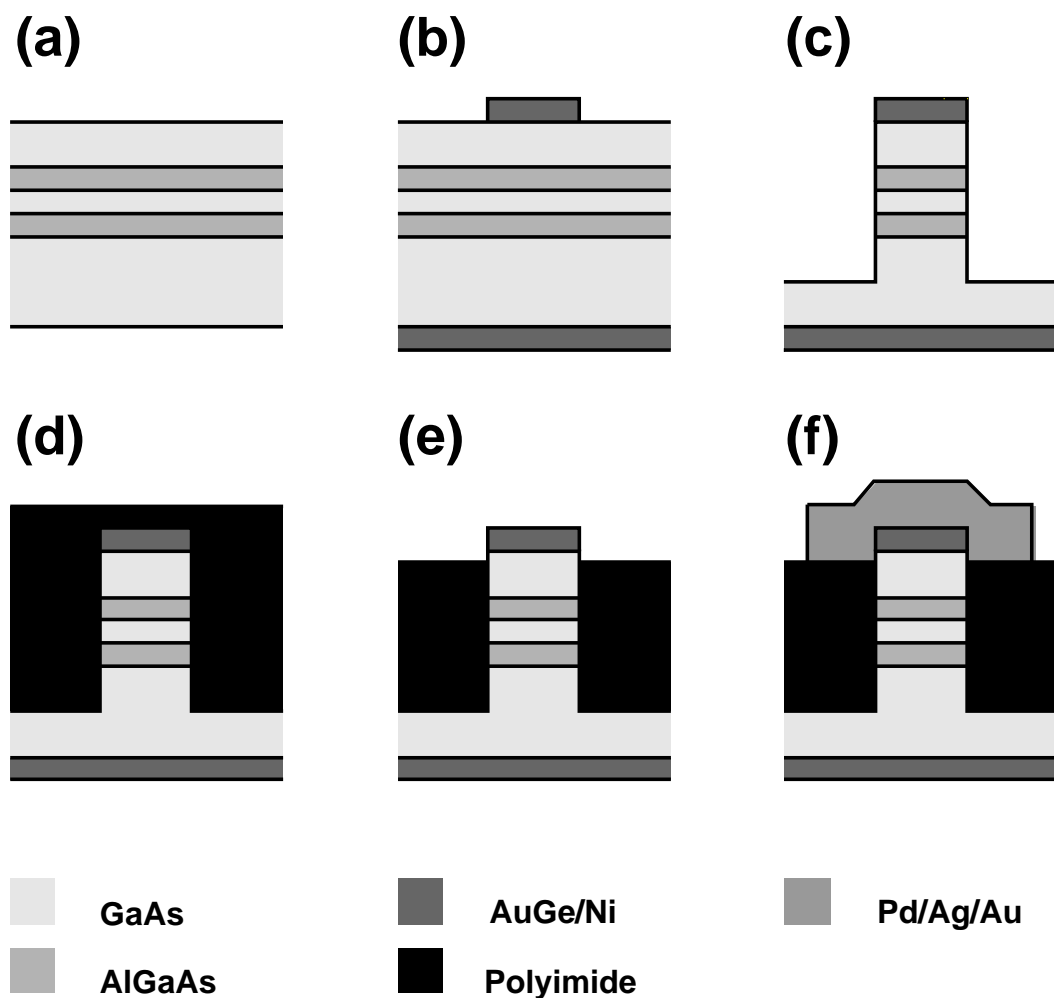 (a)
(b)
(c)
(d)
(e)
(f)
GaAs
AuGe/Ni
Pd/Ag/Au
AlGaAs
Polyimide